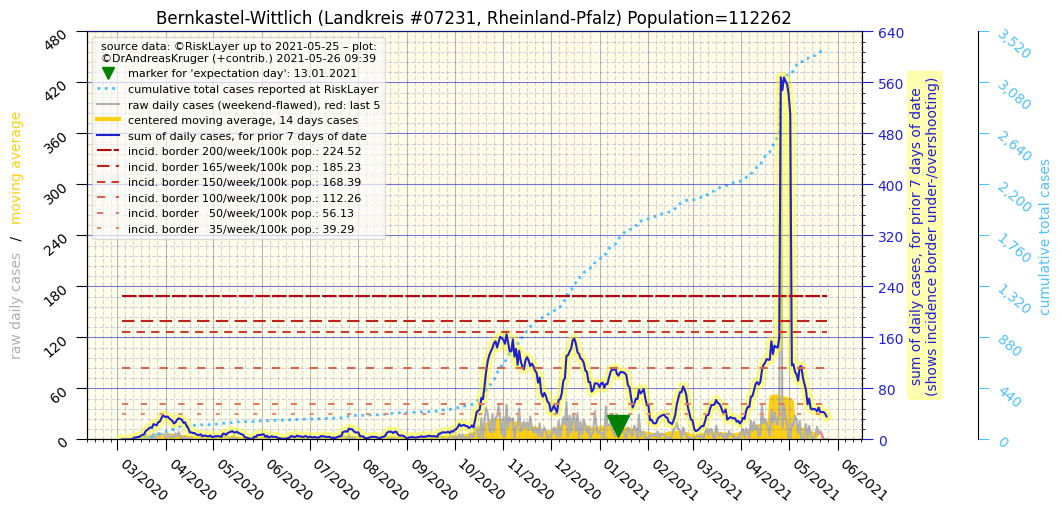 Bernkastel-Wittlich (Landkreis #07231, Rheinland-Pfalz) Population=112262
source data: ©RiskLayer up to 2021-05-25 – plot:
©DrAndreasKruger (+contrib.) 2021-05-26 09:39
marker for 'expectation day': 13.01.2021
cumulative total cases reported at RiskLayer
raw daily cases (weekend-flawed), red: last 5
centered moving average, 14 days cases
sum of daily cases, for prior 7 days of date
incid. border 200/week/100k pop.: 224.52
incid. border 165/week/100k pop.: 185.23
incid. border 150/week/100k pop.: 168.39
incid. border 100/week/100k pop.: 112.26
incid. border   50/week/100k pop.: 56.13
incid. border   35/week/100k pop.: 39.29
raw daily cases  /  moving average
480
420
360
300
240
180
120
60
0
03/2020
04/2020
05/2020
06/2020
07/2020
08/2020
09/2020
10/2020
11/2020
12/2020
01/2021
02/2021
03/2021
04/2021
05/2021
06/2021
640
560
480
400
320
240
160
80
0
sum of daily cases, for prior 7 days of date
(shows incidence border under-/overshooting)
3,520
3,080
2,640
2,200
1,760
1,320
880
440
0
cumulative total cases